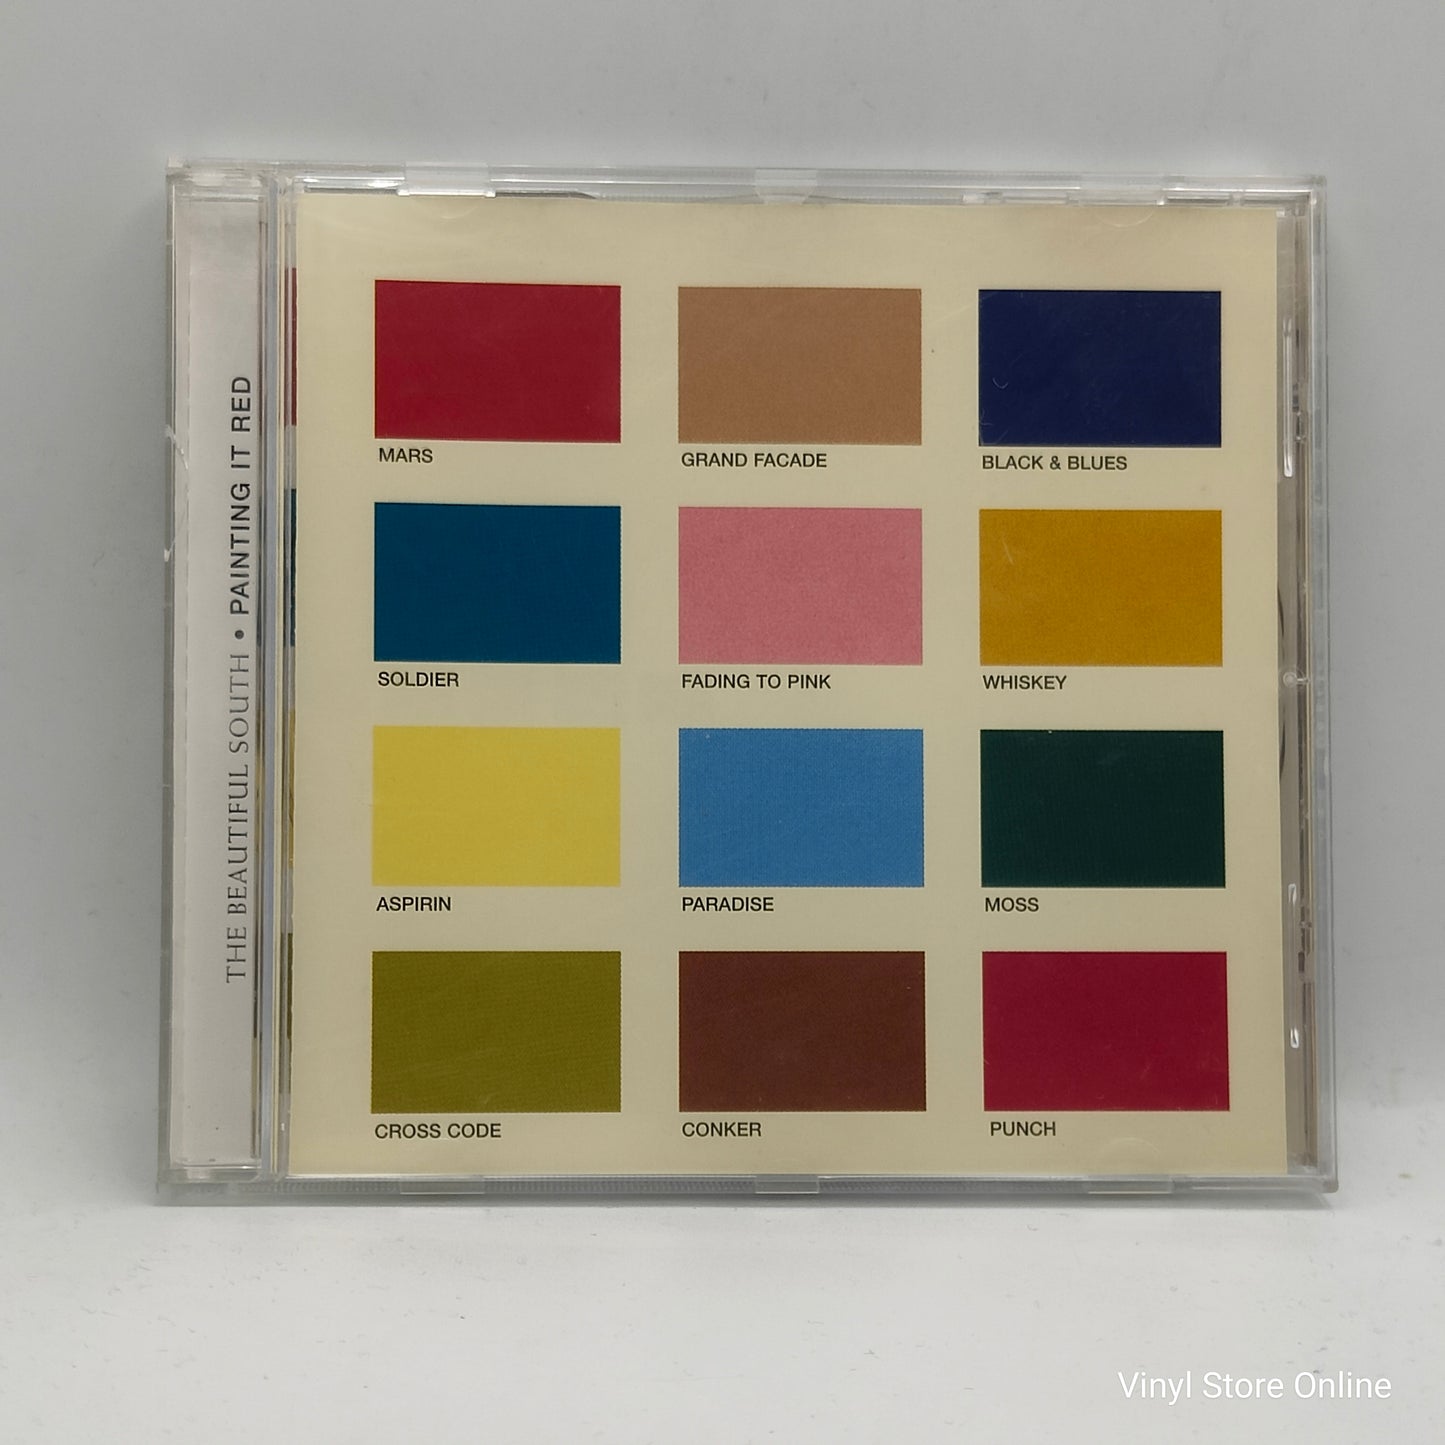 THE BEAUTIFUL SOUTH • PAINTING IT RED
MARS
GRAND FACADE
BLACK & BLUES
SOLDIER
FADING TO PINK
WHISKEY
ASPIRIN
PARADISE
MOSS
CROSS CODE
CONKER
PUNCH
Vinyl Store Online